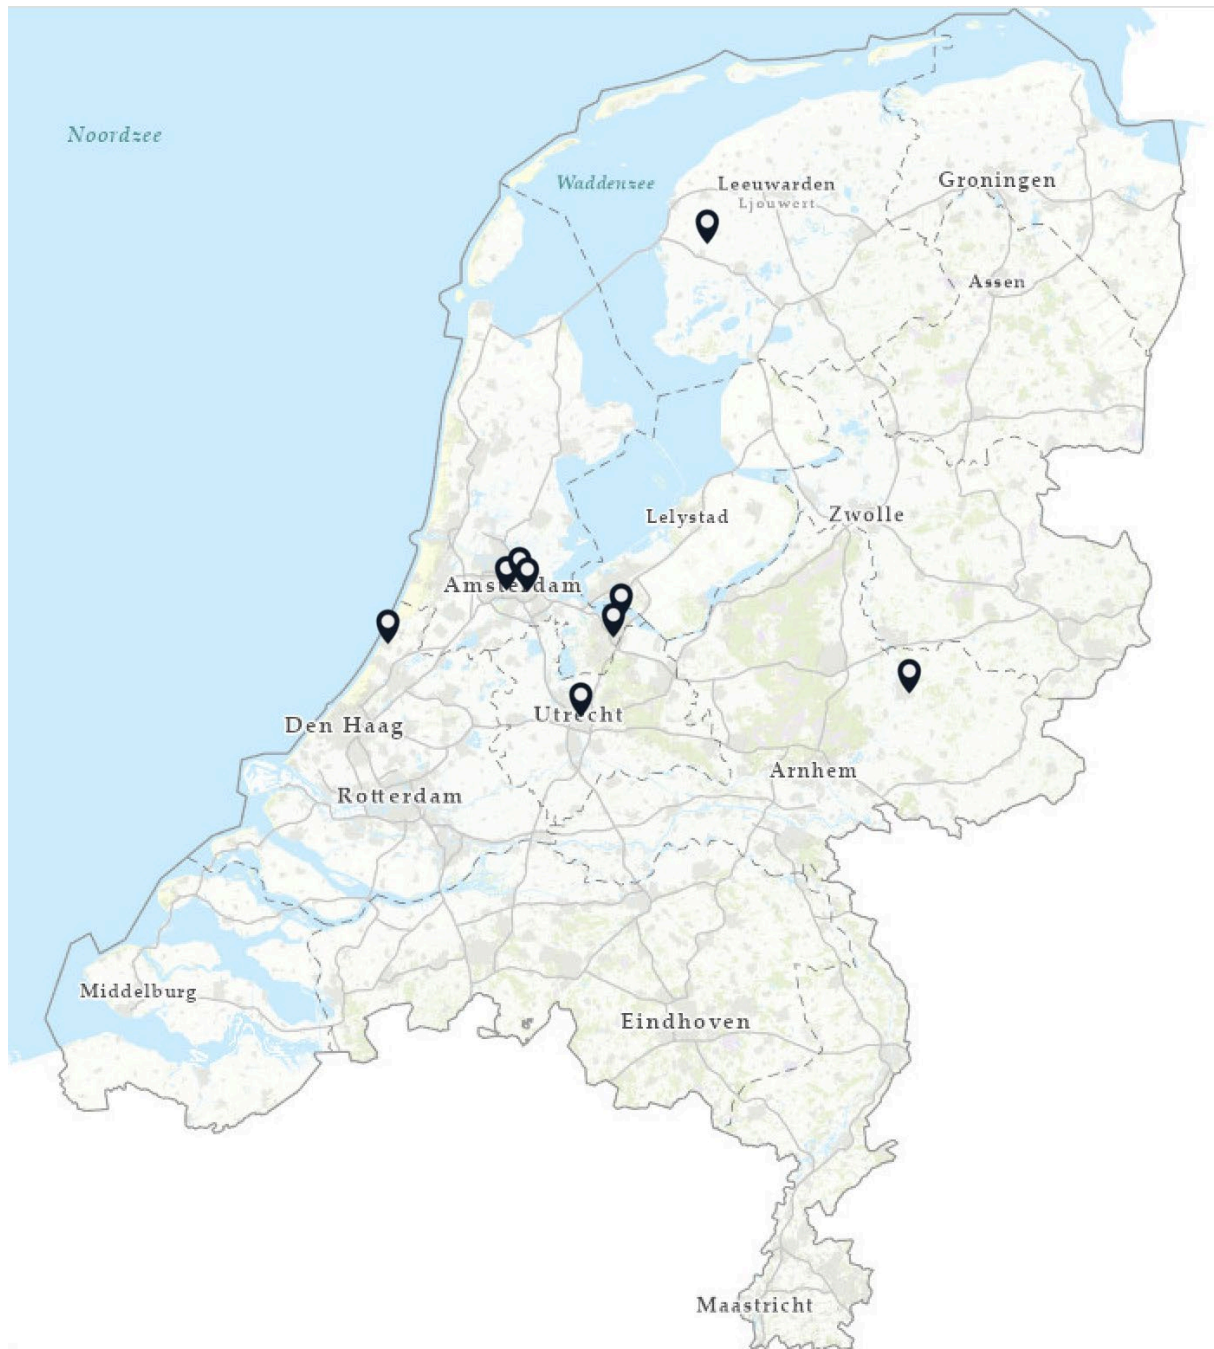 Noordzee
Waddenzee
Leeuwarden
Ljouwert
Groningen
Assen
Lelystad
Zwolle
Amsterdam
Den Haag
Utrecht
Rotterdam
Arnhem
Middelburg
Eindhoven
Maastricht